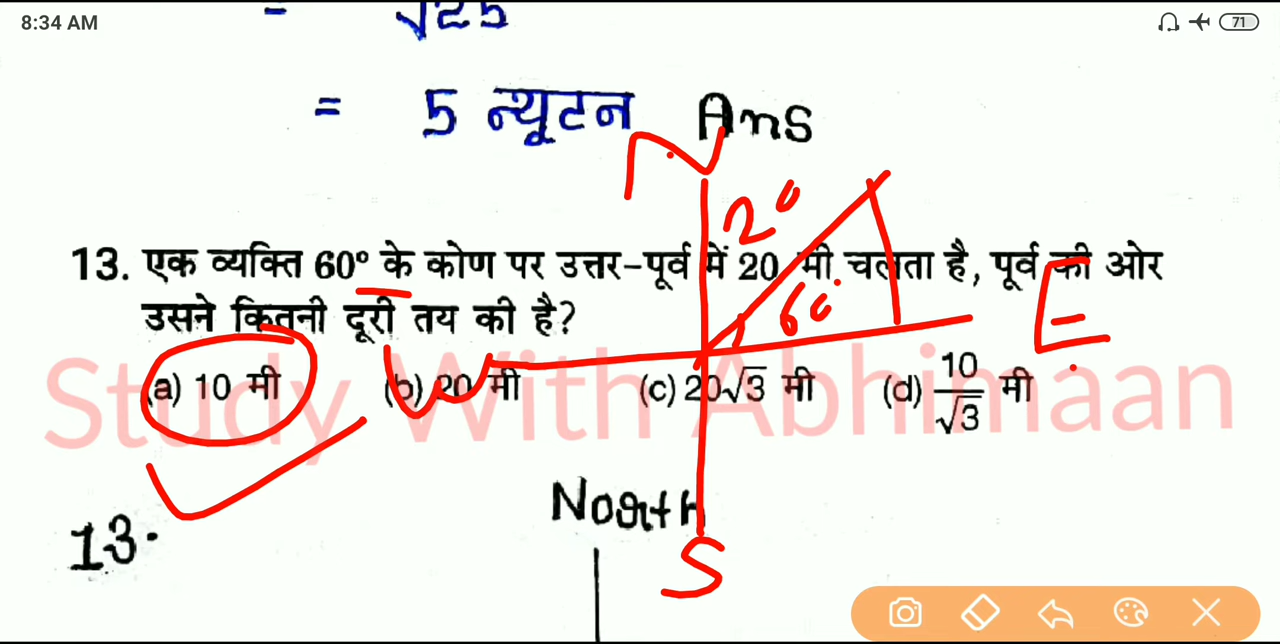 8:34 AM
71
= √25
= 5 न्यूटन Ans
N
20
13. एक व्यक्ति 60° के कोण पर उत्तर-पूर्व में 20 मी चलता है, पूर्व की ओर
60°
E
उसने कितनी दूरी तय की है?
W
(a) 10 मी (b) 20 मी (c) 20√3 मी (d) 10/√3 मी
Study With Abhimaan
North
13.
S